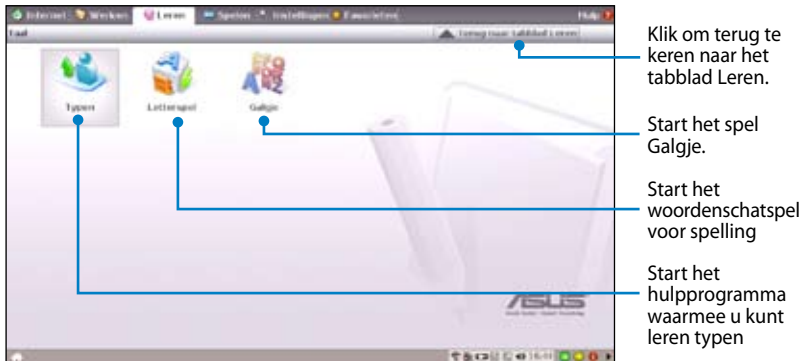 Internet Werken Leren Spelen Instellingen Favorieten Hulp
Taal
Terug naar tabblad Leren
Typen Letterspel Galgje
ASUS
Klik om terug te
keren naar het
tabblad Leren.
Start het spel
Galgje.
Start het
woordenschatspel
voor spelling
Start het
hulpprogramma
waarmee u kunt
leren typen